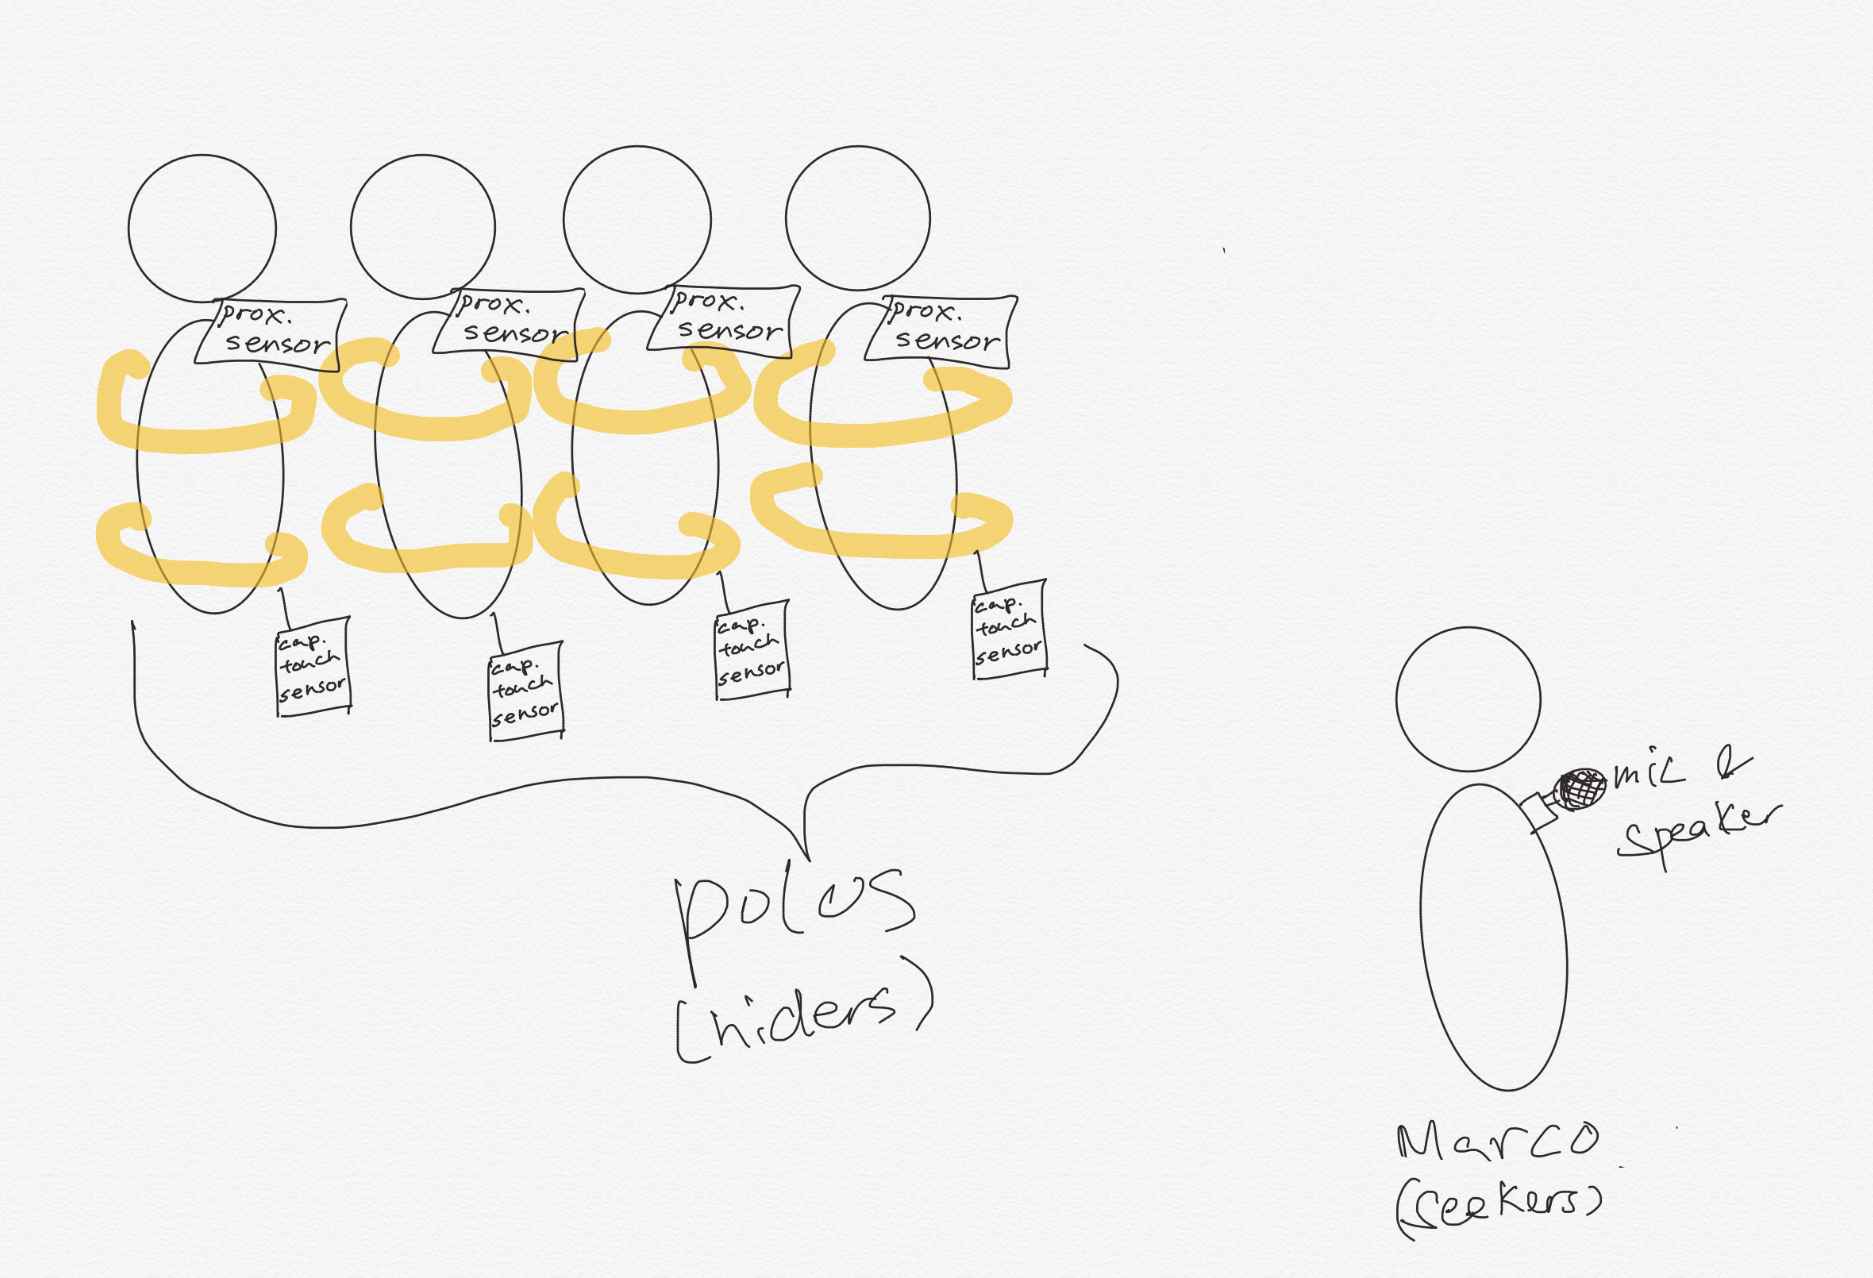 prox.
sensor
prox.
sensor
prox.
sensor
prox.
sensor
cap.
touch
sensor
cap.
touch
sensor
cap.
touch
sensor
cap.
touch
sensor
polos
(hiders)
mic &
speaker
Marco
(seekers)